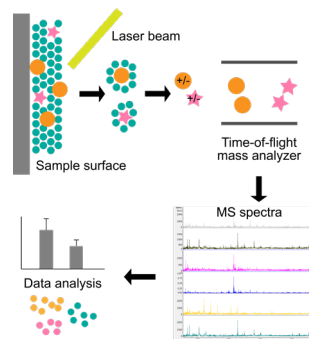 Laser beam
+/-
+/-
Sample surface
Time-of-flight
mass analyzer
MS spectra
Data analysis